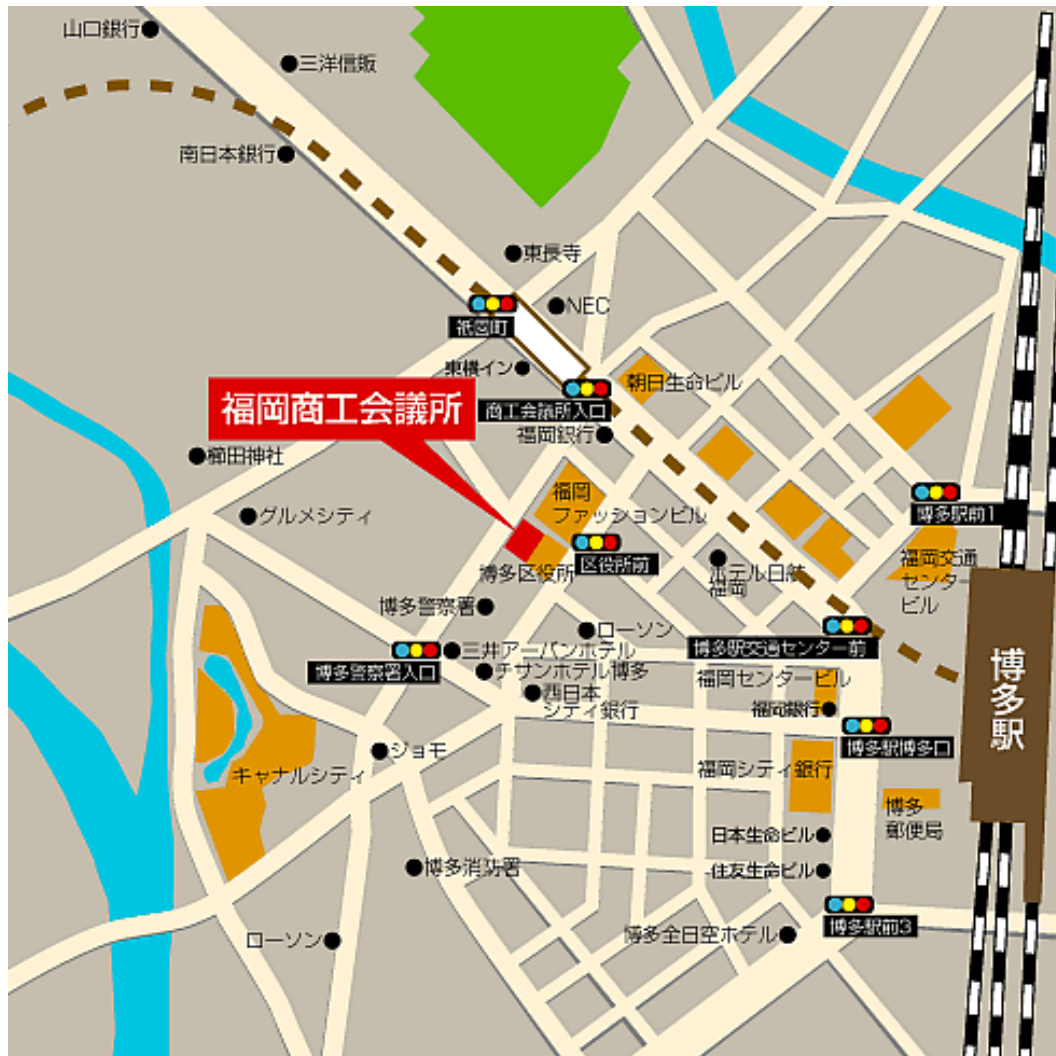 山口銀行
三洋信販
南日本銀行
東長寺
NEC
祇園町
東横イン
朝日生命ビル
福岡商工会議所
商工会議所入口
福岡銀行
櫛田神社
福岡
ファッションビル
グルメシティ
博多駅前1
区役所前
福岡交通
センター
ビル
博多区役所
ホテル日航
福岡
博多警察署
ローソン
博多駅交通センター前
三井アーバンホテル
博多警察署入口
チサンホテル博多
福岡センタービル
博多駅
西日本
シティ銀行
福岡銀行
博多駅博多口
ジョモ
キャナルシティ
福岡シティ銀行
博多
郵便局
日本生命ビル
博多消防署
住友生命ビル
博多駅前3
博多全日空ホテル
ローソン